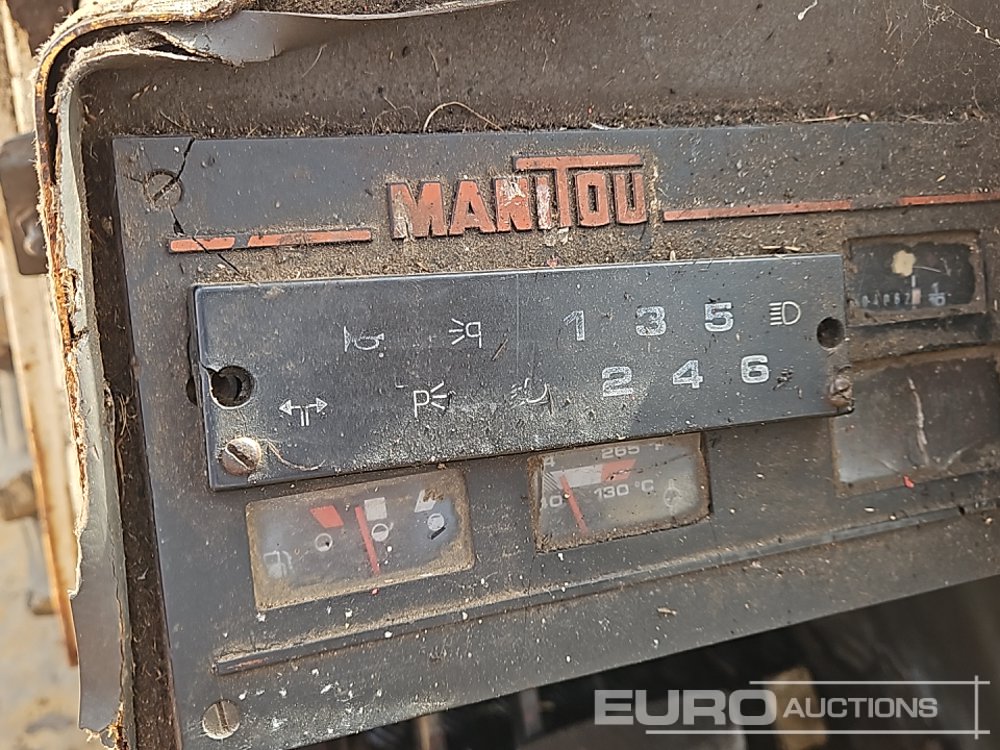 MANITOU
1 3 5
2 4 6
265 F
130 °C
EURO AUCTIONS